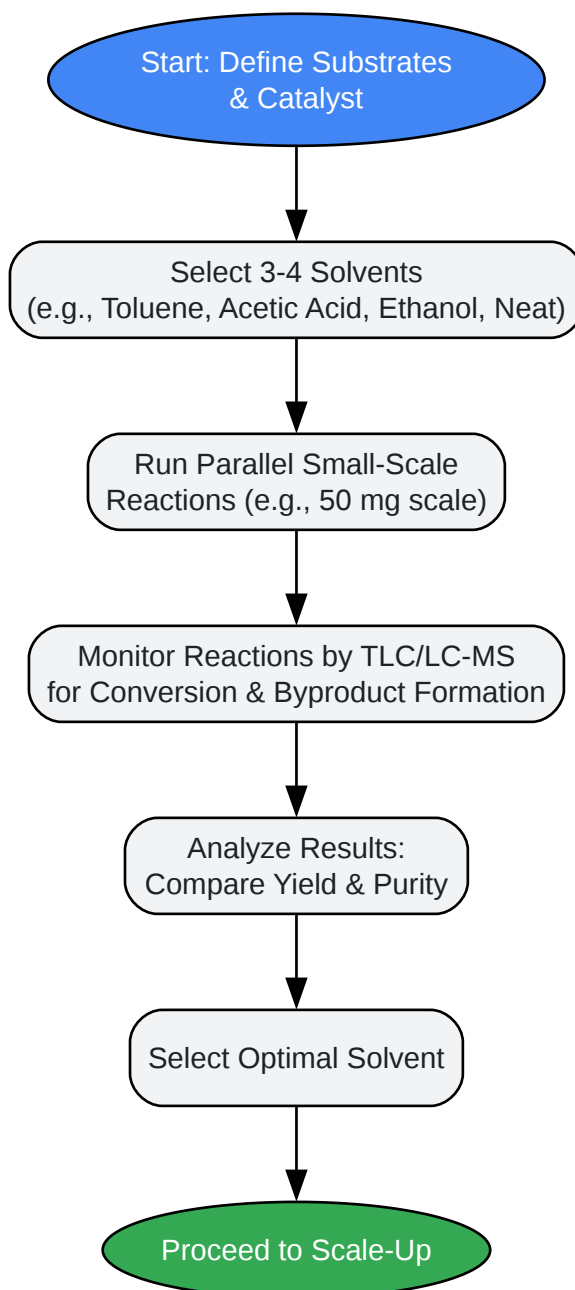 Start: Define Substrates
& Catalyst
Select 3-4 Solvents
(e.g., Toluene, Acetic Acid, Ethanol, Neat)
Run Parallel Small-Scale
Reactions (e.g., 50 mg scale)
Monitor Reactions by TLC/LC-MS
for Conversion & Byproduct Formation
Analyze Results:
Compare Yield & Purity
Select Optimal Solvent
Proceed to Scale-Up